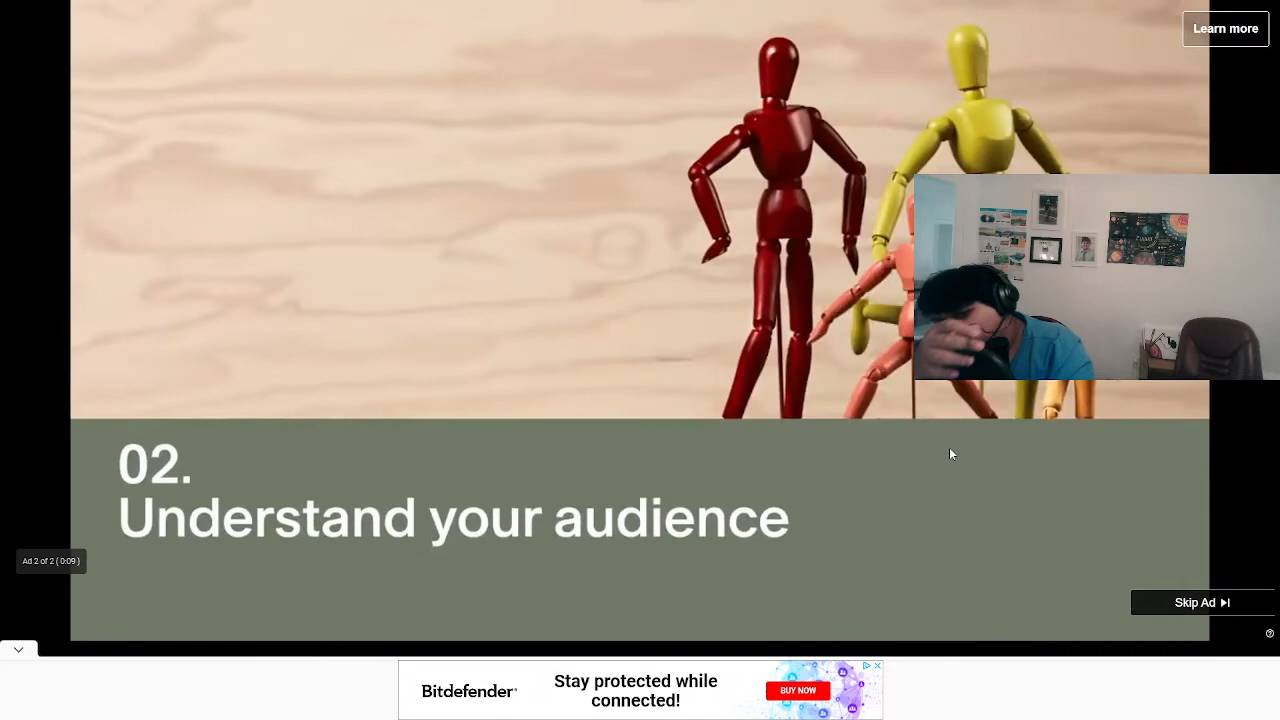 Learn more
02.
Understand your audience
Ad 2 of 2 (0:09)
Skip Ad
Bitdefender
Stay protected while
connected!
BUY NOW